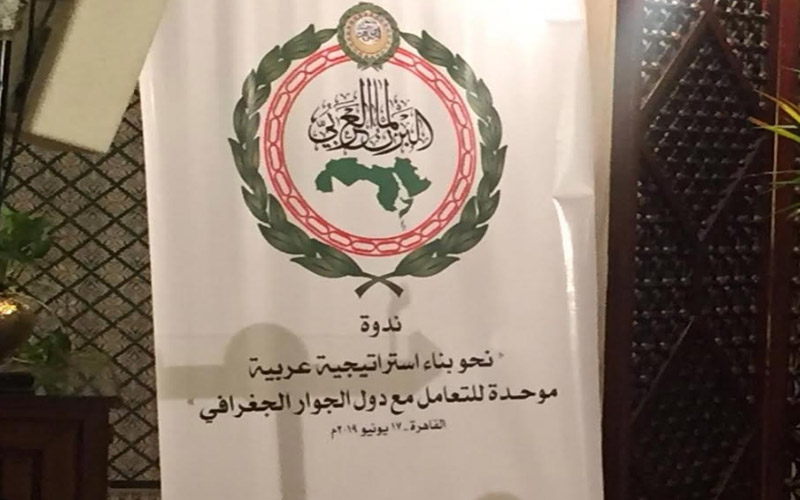 البرلمان العربي
ندوة
" نحو بناء استراتيجية عربية
موحدة للتعامل مع دول الجوار الجغرافي "
القاهرة - ١٧ يونيو ٢٠١٩م